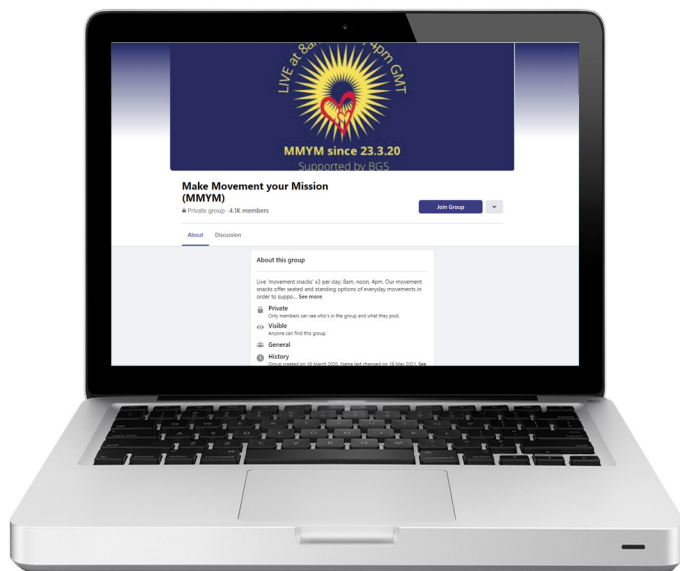 LIVE at 8am
4pm GMT
MMYM since 23.3.20
Supported by BGS
Make Movement your Mission
(MMYM)
Private group · 4.1K members
Join Group
About
Discussion
About this group
Live 'movement snacks' x3 per day: 8am, noon, 4pm. Our movement
snacks offer seated and standing options of everyday movements in
order to suppo... See more
Private
Only members can see who's in the group and what they post.
Visible
Anyone can find this group.
General
History
Group created on 18 March 2020. Name last changed on 16 May 2021. See